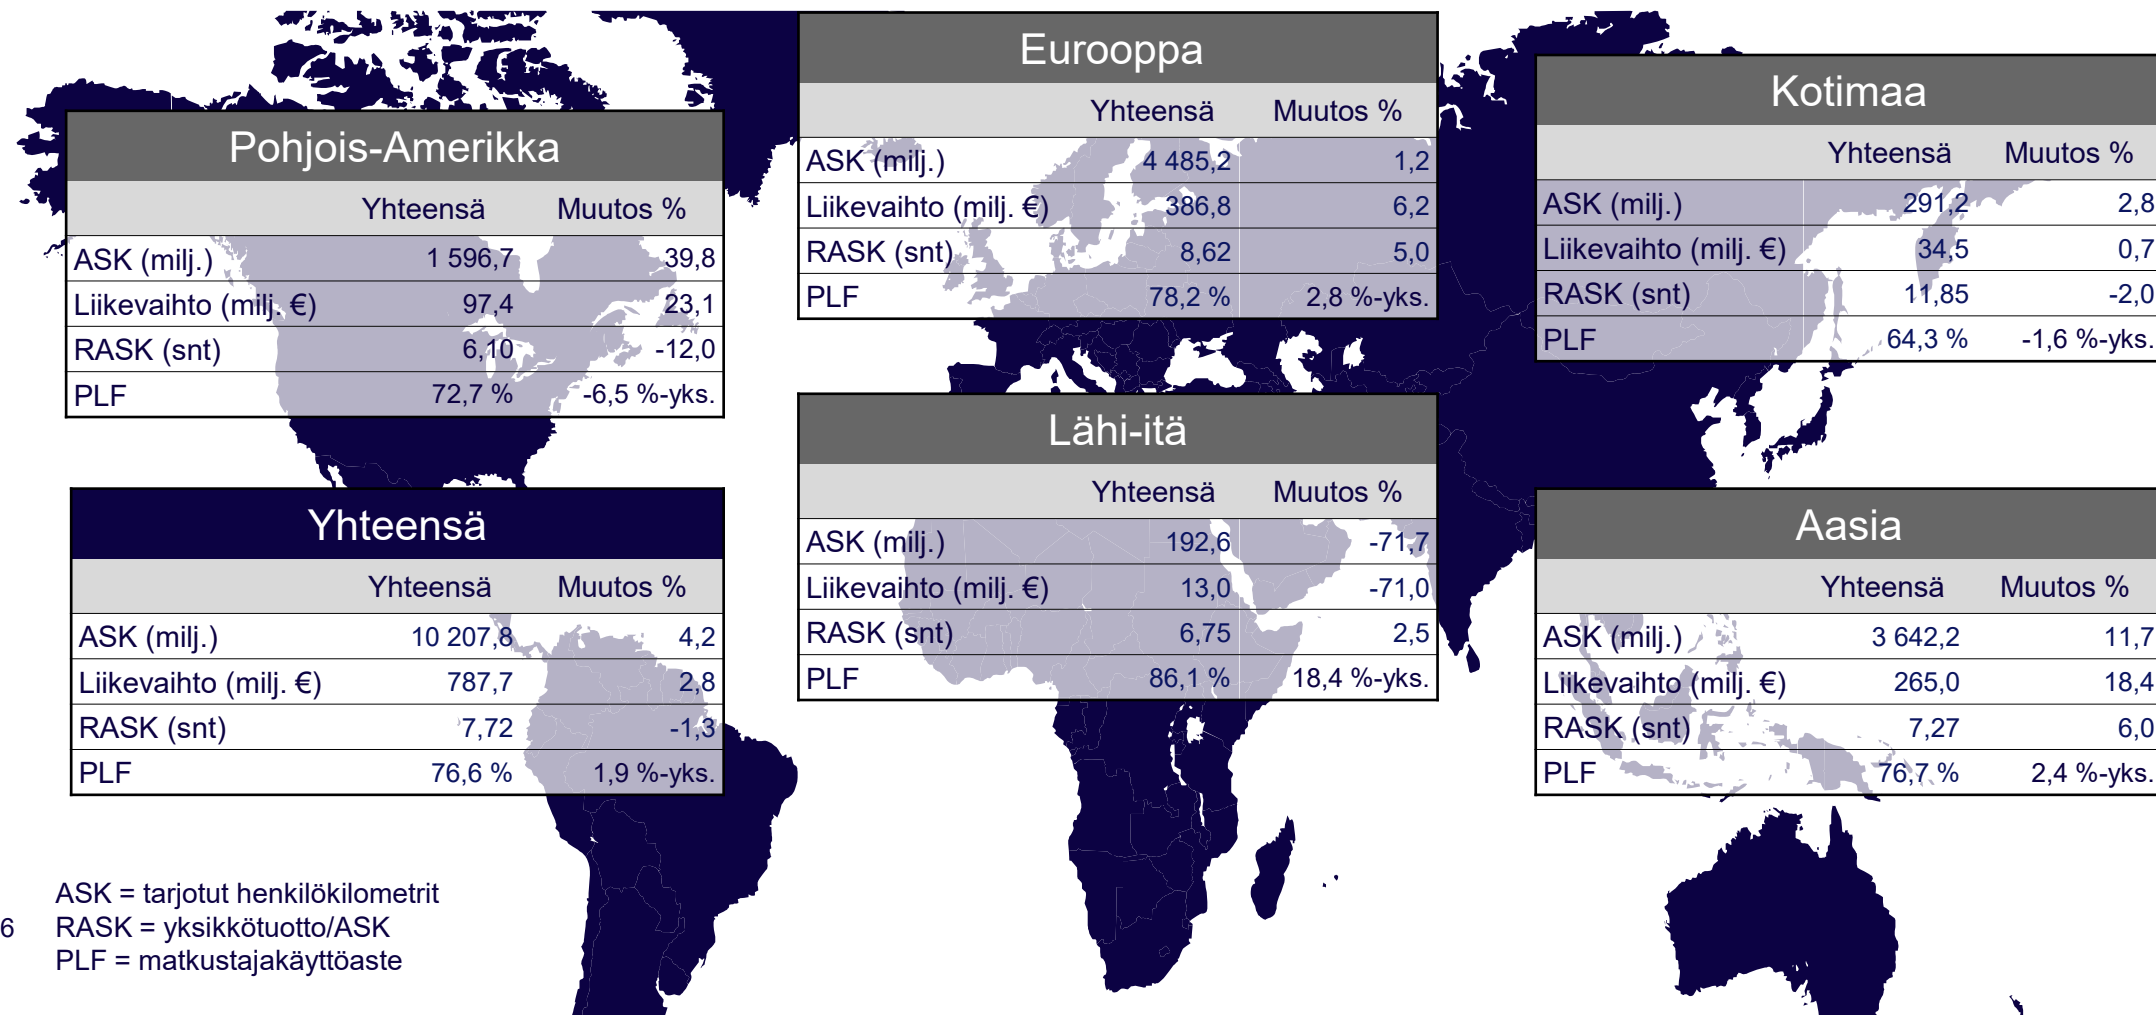 Pohjois-Amerikka
Yhteensä Muutos %
ASK (milj.) 1 596,7 39,8
Liikevaihto (milj. €) 97,4 23,1
RASK (snt) 6,10 -12,0
PLF 72,7 % -6,5 %-yks.
Eurooppa
Yhteensä Muutos %
ASK (milj.) 4 485,2 1,2
Liikevaihto (milj. €) 386,8 6,2
RASK (snt) 8,62 5,0
PLF 78,2 % 2,8 %-yks.
Kotimaa
Yhteensä Muutos %
ASK (milj.) 291,2 2,8
Liikevaihto (milj. €) 34,5 0,7
RASK (snt) 11,85 -2,0
PLF 64,3 % -1,6 %-yks.
Yhteensä
Yhteensä Muutos %
ASK (milj.) 10 207,8 4,2
Liikevaihto (milj. €) 787,7 2,8
RASK (snt) 7,72 -1,3
PLF 76,6 % 1,9 %-yks.
Lähi-itä
Yhteensä Muutos %
ASK (milj.) 192,6 -71,7
Liikevaihto (milj. €) 13,0 -71,0
RASK (snt) 6,75 2,5
PLF 86,1 % 18,4 %-yks.
Aasia
Yhteensä Muutos %
ASK (milj.) 3 642,2 11,7
Liikevaihto (milj. €) 265,0 18,4
RASK (snt) 7,27 6,0
PLF 76,7 % 2,4 %-yks.
ASK = tarjotut henkilökilometrit
6 RASK = yksikkötuotto/ASK
PLF = matkustajakäyttöaste